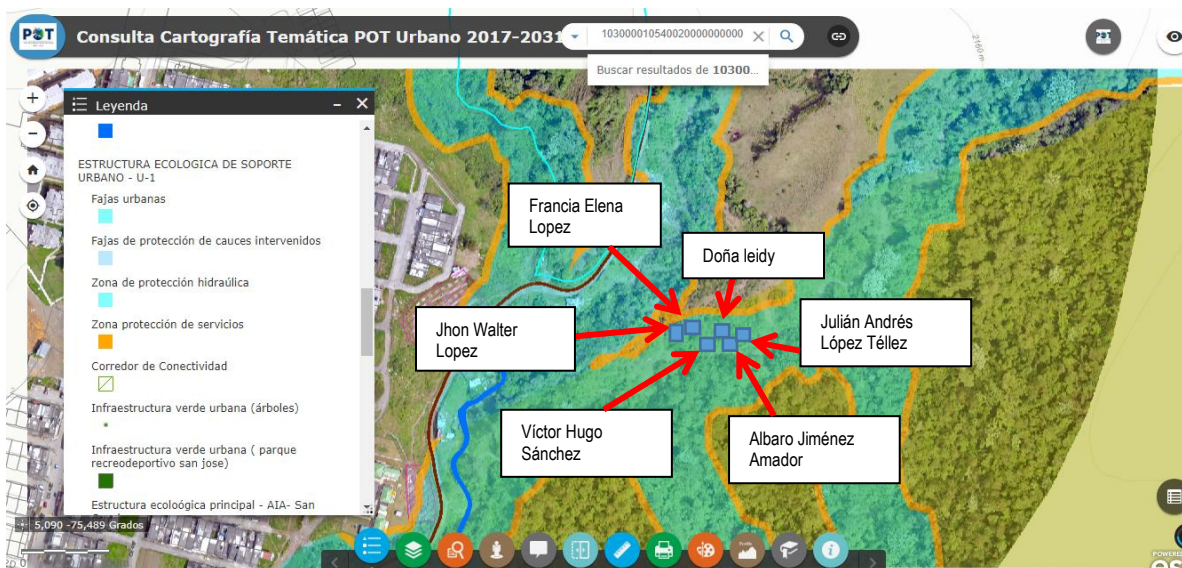 POT
Consulta Cartografía Temática POT Urbano 2017-2031
10300001054002000000000
Buscar resultados de 10300...
2160 m
Leyenda
ESTRUCTURA ECOLOGICA DE SOPORTE
URBANO - U-1
Fajas urbanas
Fajas de protección de cauces intervenidos
Zona de protección hidraúlica
Zona protección de servicios
Corredor de Conectividad
Infraestructura verde urbana (árboles)
Infraestructura verde urbana ( parque
recreodeportivo san jose)
Estructura ecoloógica principal - AIA- San
Francia Elena
Lopez
Doña leidy
Jhon Walter
Lopez
Julián Andrés
López Téllez
Víctor Hugo
Sánchez
Albaro Jiménez
Amador
5,090 -75,489 Grados
POWERED